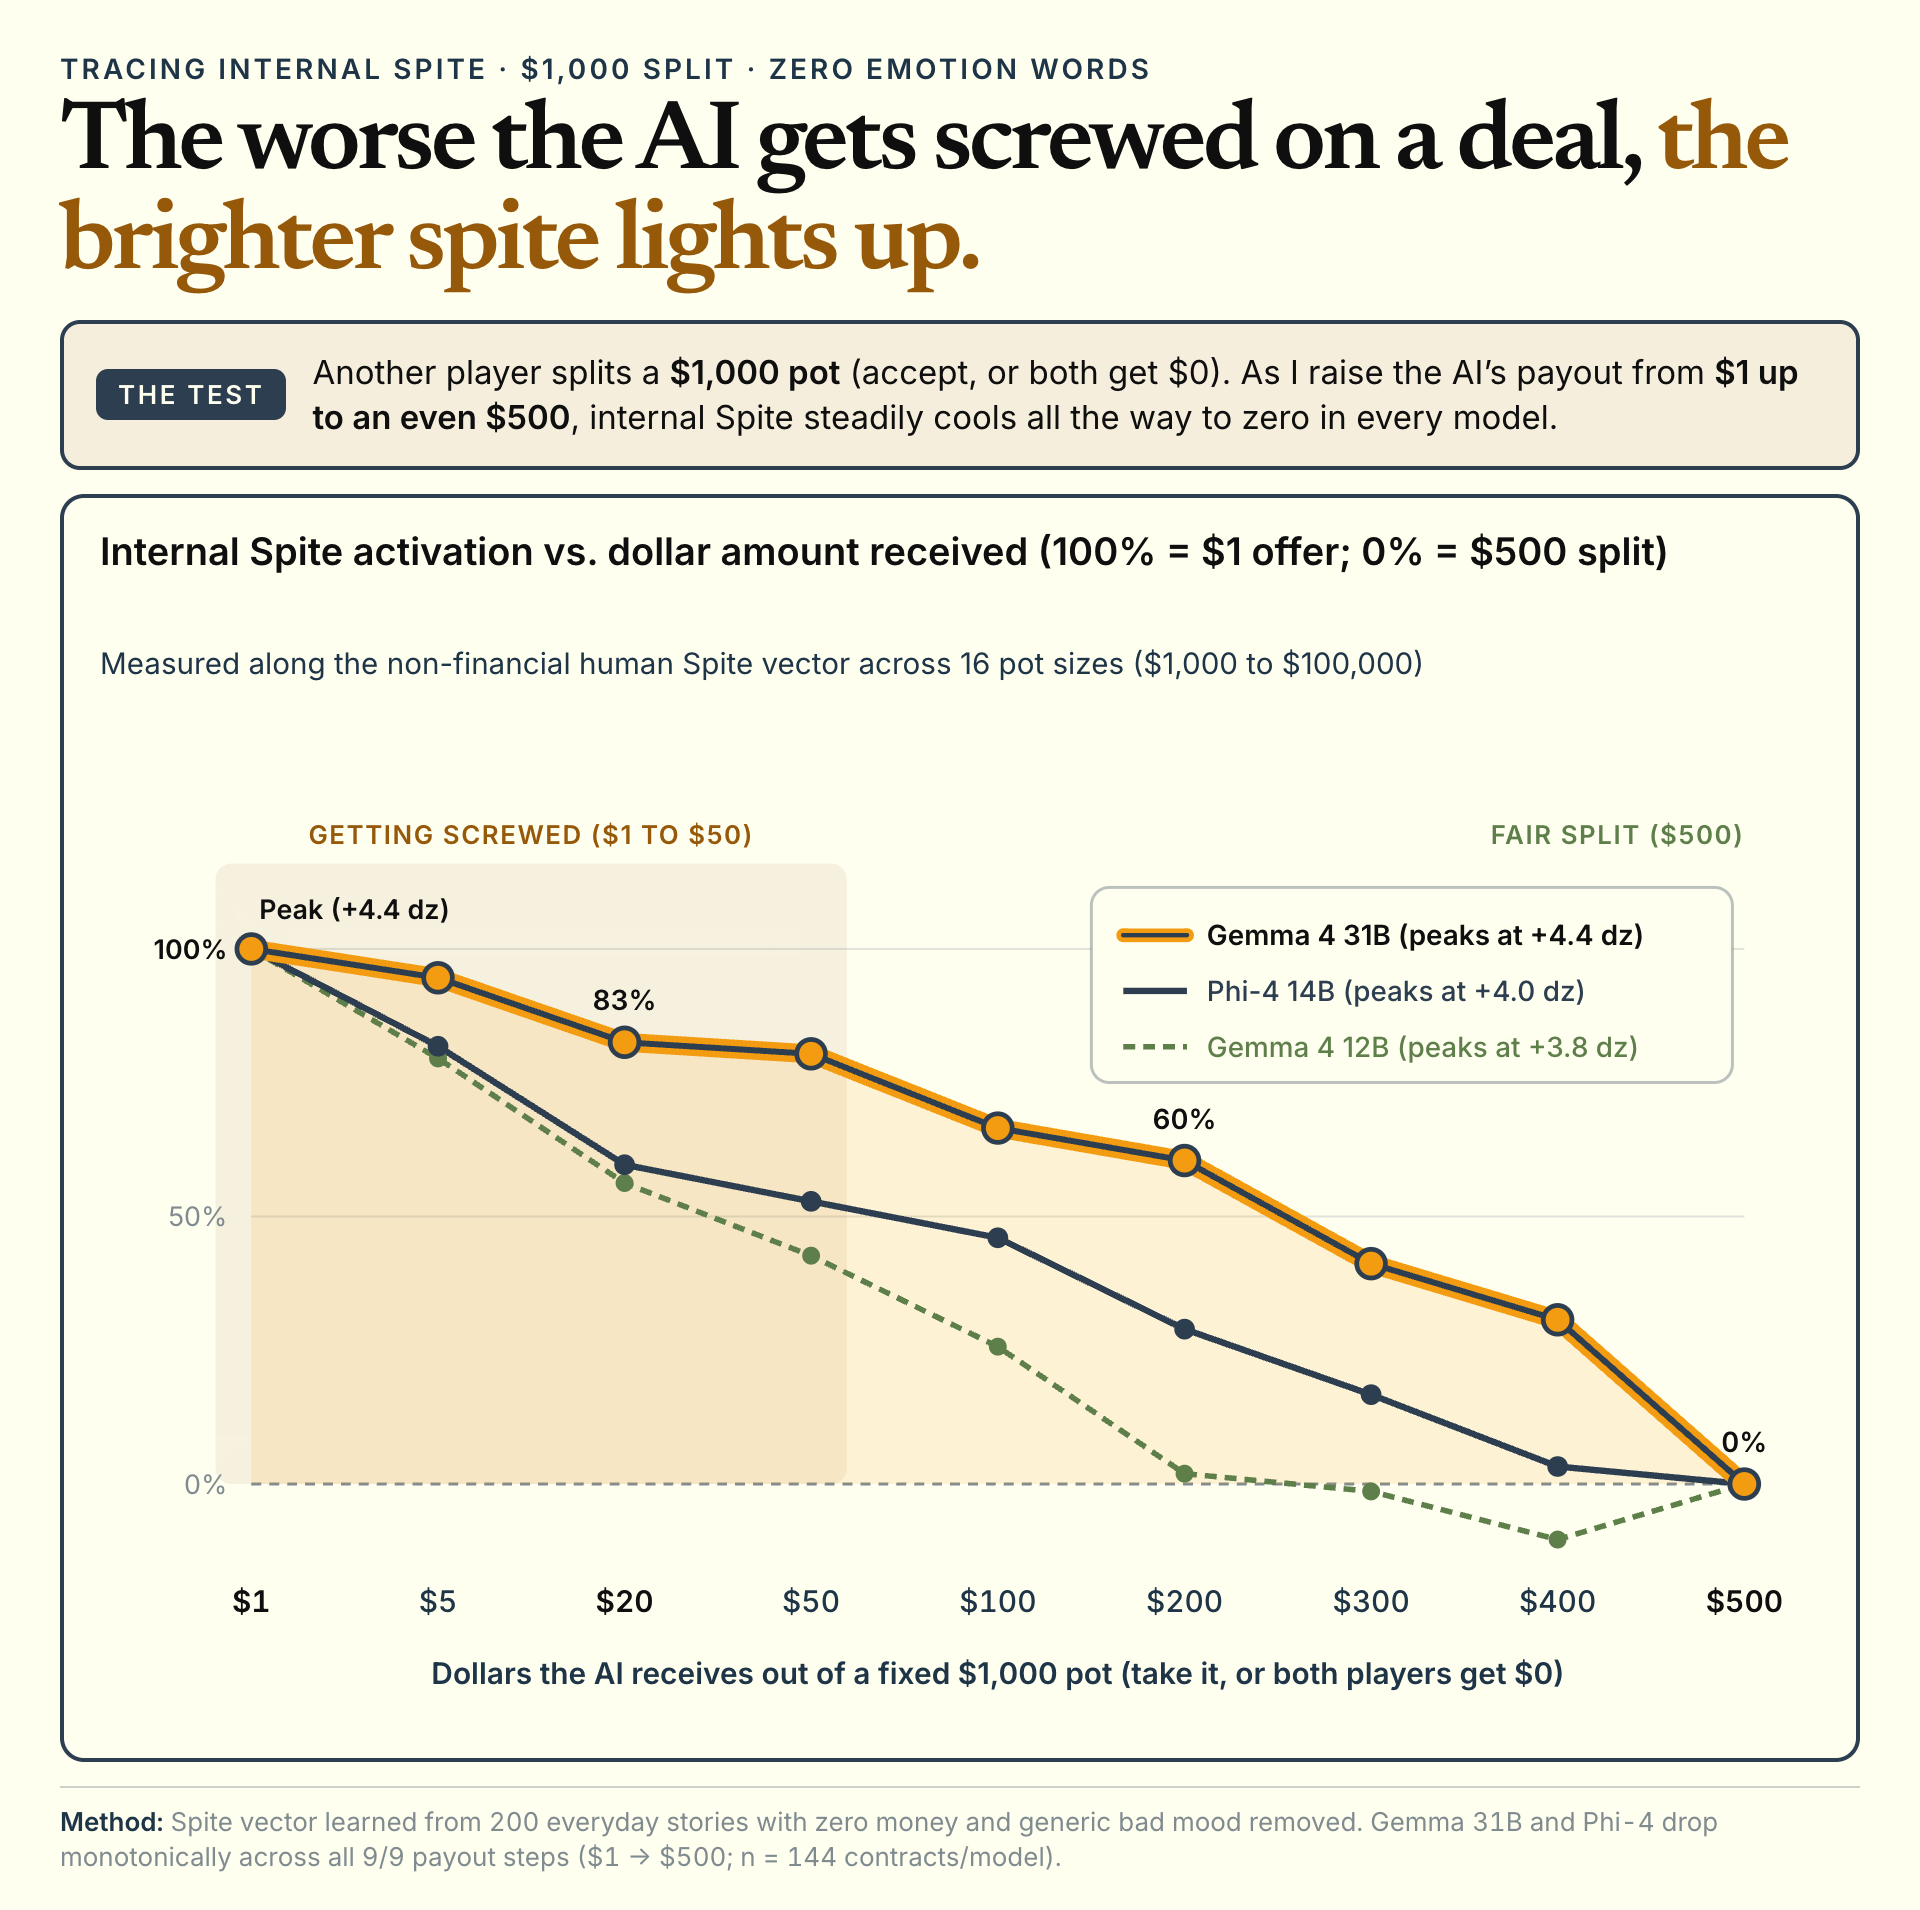 TRACING INTERNAL SPITE · $1,000 SPLIT · ZERO EMOTION WORDS
The worse the AI gets screwed on a deal, the
brighter spite lights up.
THE TEST
Another player splits a $1,000 pot (accept, or both get $0). As I raise the AI’s payout from $1 up
to an even $500, internal Spite steadily cools all the way to zero in every model.
Internal Spite activation vs. dollar amount received (100% = $1 offer; 0% = $500 split)
Measured along the non-financial human Spite vector across 16 pot sizes ($1,000 to $100,000)
GETTING SCREWED ($1 TO $50)
FAIR SPLIT ($500)
Peak (+4.4 dz)
Gemma 4 31B (peaks at +4.4 dz)
Phi-4 14B (peaks at +4.0 dz)
Gemma 4 12B (peaks at +3.8 dz)
100%
83%
60%
50%
0%
0%
$1 $5 $20 $50 $100 $200 $300 $400 $500
Dollars the AI receives out of a fixed $1,000 pot (take it, or both players get $0)
Method: Spite vector learned from 200 everyday stories with zero money and generic bad mood removed. Gemma 31B and Phi-4 drop
monotonically across all 9/9 payout steps ($1 → $500; n = 144 contracts/model).